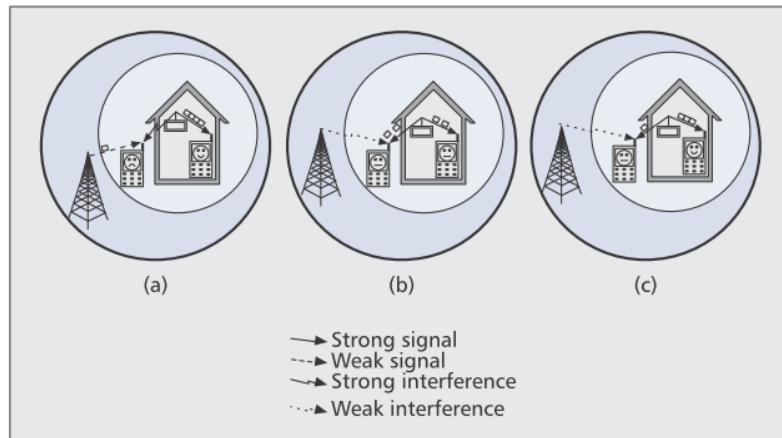 (a)
(b)
(c)
Strong signal
Weak signal
Strong interference
Weak interference